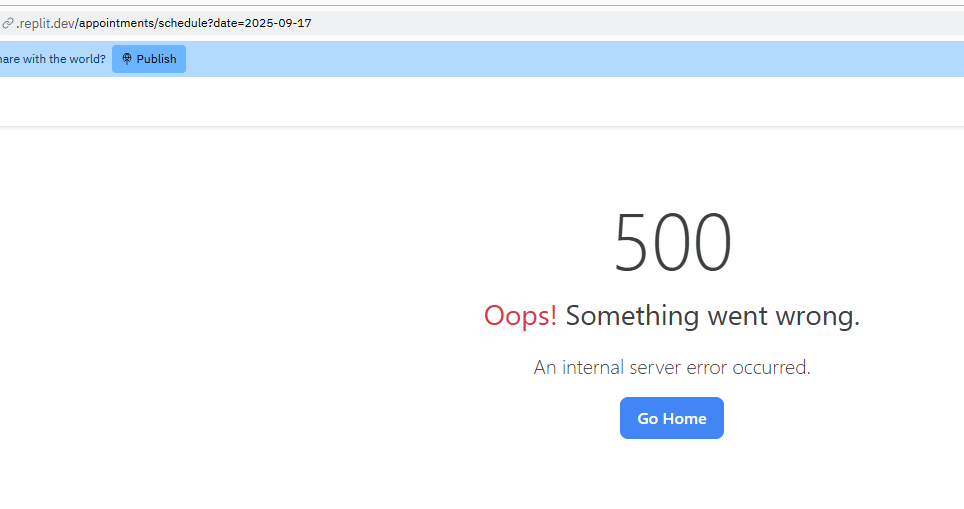 .replit.dev/appointments/schedule?date=2025-09-17
are with the world? Publish
500
Oops! Something went wrong.
An internal server error occurred.
Go Home